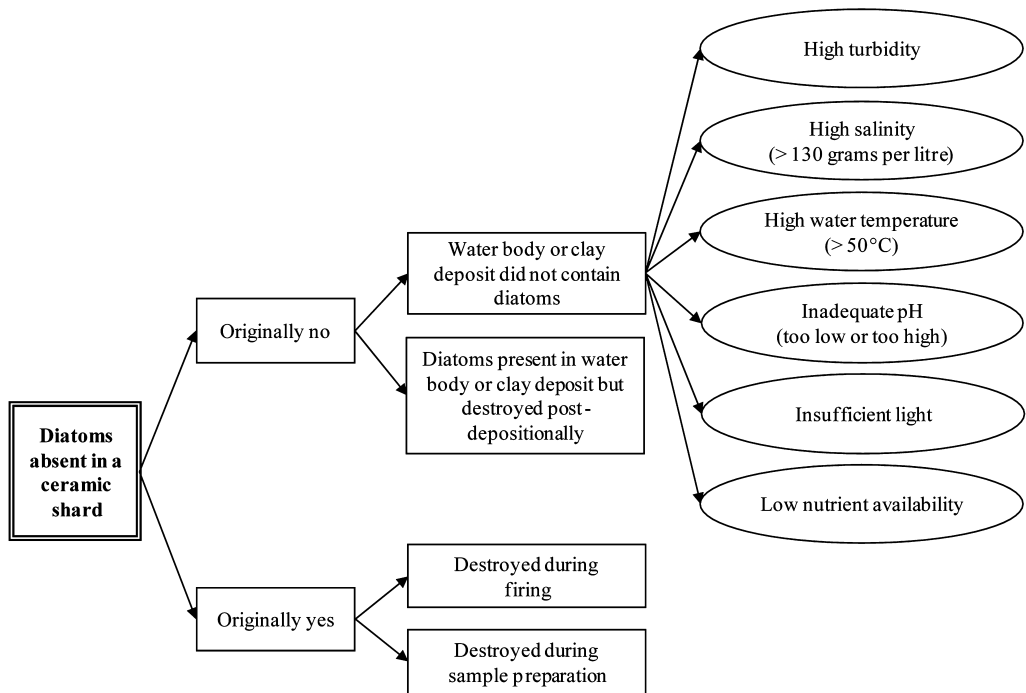 Diatoms
absent in a
ceramic
shard
Originally no
Originally yes
Water body or clay
deposit did not contain
diatoms
Diatoms present in water
body or clay deposit but
destroyed post-
depositionally
Destroyed during
firing
Destroyed during
sample preparation
High turbidity
High salinity
(> 130 grams per litre)
High water temperature
(> 50°C)
Inadequate pH
(too low or too high)
Insufficient light
Low nutrient availability